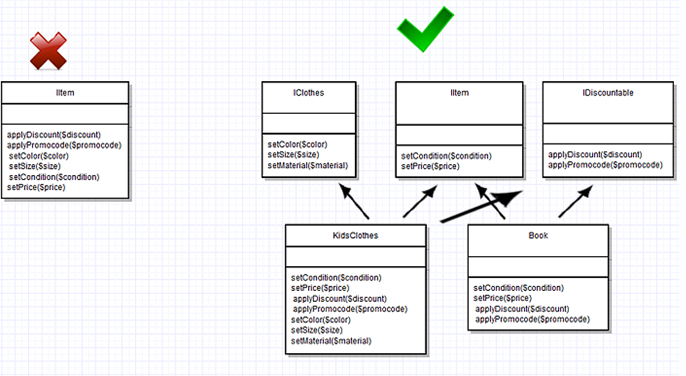 IItem
applyDiscount($discount)
applyPromocode($promocode)
setColor($color)
setSize($size)
setCondition($condition)
setPrice($price)
IClothes
setColor($color)
setSize($size)
setMaterial($material)
IItem
setCondition($condition)
setPrice($price)
IDiscountable
applyDiscount($discount)
applyPromocode($promocode)
KidsClothes
setCondition($condition)
setPrice($price)
applyDiscount($discount)
applyPromocode($promocode)
setColor($color)
setSize($size)
setMaterial($material)
Book
setCondition($condition)
setPrice($price)
applyDiscount($discount)
applyPromocode($promocode)